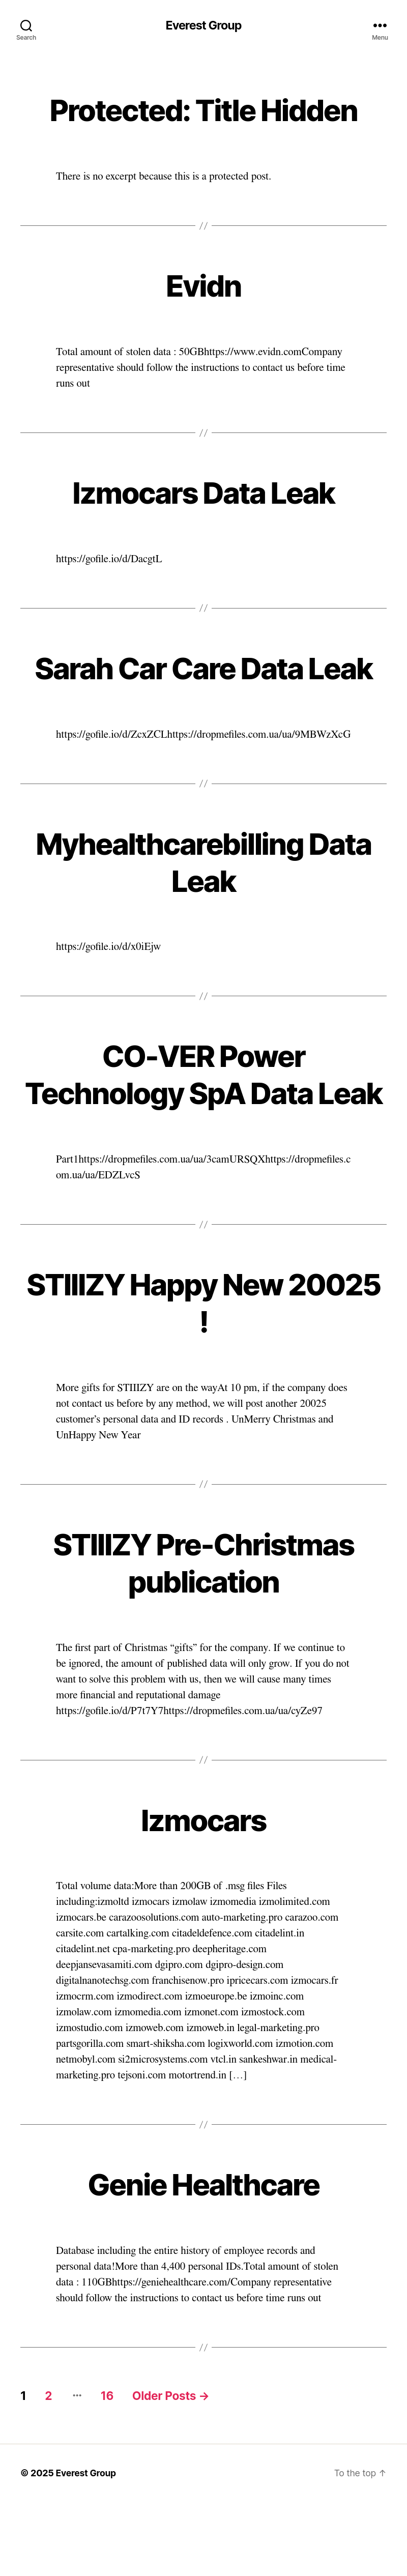 Everest Group
Search
Menu
Protected: Title Hidden
There is no excerpt because this is a protected post.
//
Evidn
Total amount of stolen data : 50GBhttps://www.evidn.comCompany
representative should follow the instructions to contact us before time
runs out
//
Izmocars Data Leak
https://gofile.io/d/DacgtL
//
Sarah Car Care Data Leak
https://gofile.io/d/ZcxZCLhttps://dropmefiles.com.ua/ua/9MBWzXcG
//
Myhealthcarebilling Data
Leak
https://gofile.io/d/x0iEjw
//
CO-VER Power
Technology SpA Data Leak
Part1https://dropmefiles.com.ua/ua/3camURSQXhttps://dropmefiles.c
om.ua/ua/EDZLvcS
//
STIIIZY Happy New 20025
!
More gifts for STIIIZY are on the wayAt 10 pm, if the company does
not contact us before by any method, we will post another 20025
customer's personal data and ID records . UnMerry Christmas and
UnHappy New Year
//
STIIIZY Pre-Christmas
publication
The first part of Christmas “gifts” for the company. If we continue to
be ignored, the amount of published data will only grow. If you do not
want to solve this problem with us, then we will cause many times
more financial and reputational damage
https://gofile.io/d/P7t7Y7https://dropmefiles.com.ua/ua/cyZe97
//
Izmocars
Total volume data:More than 200GB of .msg files Files
including:izmoltd izmocars izmolaw izmomedia izmolimited.com
izmocars.be carazoosolutions.com auto-marketing.pro carazoo.com
carsite.com cartalking.com citadeldefence.com citadelint.in
citadelint.net cpa-marketing.pro deepheritage.com
deepjansevasamiti.com dgipro.com dgipro-design.com
digitalnanotechsg.com franchisenow.pro ipricecars.com izmocars.fr
izmocrm.com izmodirect.com izmoeurope.be izmoinc.com
izmolaw.com izmomedia.com izmonet.com izmostock.com
izmostudio.com izmoweb.com izmoweb.in legal-marketing.pro
partsgorilla.com smart-shiksha.com logixworld.com izmotion.com
netmobyl.com si2microsystems.com vtcl.in sankeshwar.in medical-
marketing.pro tejsoni.com motortrend.in […]
//
Genie Healthcare
Database including the entire history of employee records and
personal data!More than 4,400 personal IDs.Total amount of stolen
data : 110GBhttps://geniehealthcare.com/Company representative
should follow the instructions to contact us before time runs out
//
1 2 ··· 16 Older Posts →
© 2025 Everest Group
To the top ↑